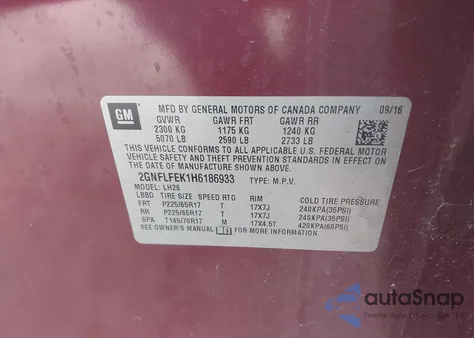 GM
MFD BY GENERAL MOTORS OF CANADA COMPANY 09/16
GVWR GAWR FRT GAWR RR
2300 KG 1175 KG 1240 KG
5070 LB 2590 LB 2733 LB
THIS VEHICLE CONFORMS TO ALL APPLICABLE U.S. FEDERAL MOTOR
VEHICLE SAFETY, BUMPER, AND THEFT PREVENTION STANDARDS IN EFFECT ON THE
DATE OF MANUFACTURE SHOWN ABOVE.
2GNFLFEK1H6186933 TYPE: M.P.V.
MODEL: LH26
LBBD TIRE SIZE SPEED RTG RIM COLD TIRE PRESSURE
FRT P225/65R17 T 17X7J 240KPA(35PSI)
RR P225/65R17 T 17X7J 240KPA(35PSI)
SPA T145/70R17 M 17X4.5T 420KPA(60PSI)
SEE OWNER'S MANUAL FOR MORE INFORMATION
autoSnap